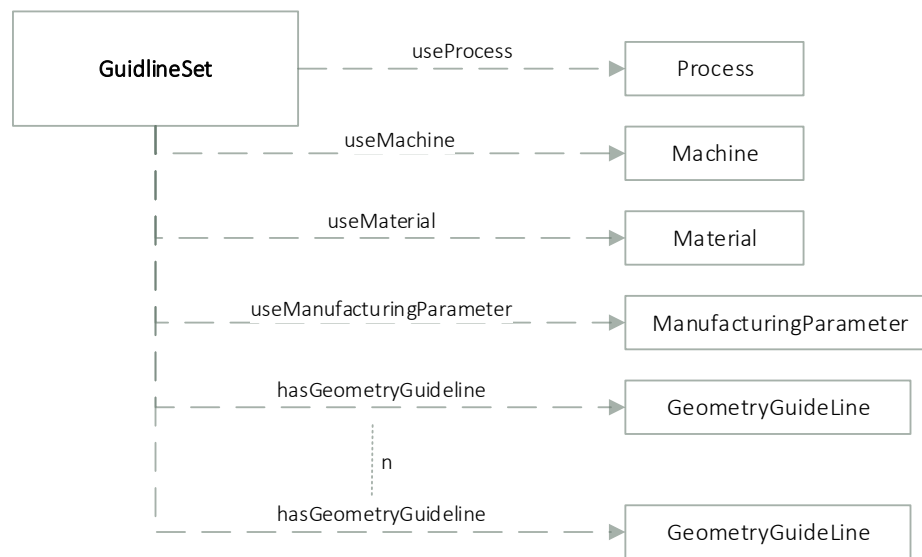 GuidlineSet
useProcess
Process
useMachine
Machine
useMaterial
Material
useManufacturingParameter
ManufacturingParameter
hasGeometryGuideline
GeometryGuideLine
n
hasGeometryGuideline
GeometryGuideLine